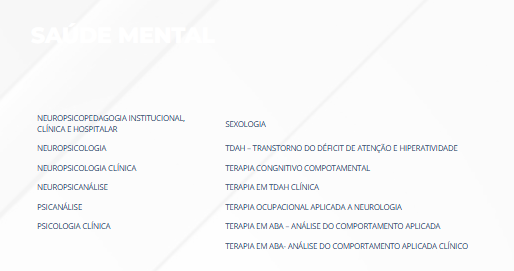 SAÚDE MENTAL
NEUROPSICOPEDAGOGIA INSTITUCIONAL,
CLÍNICA E HOSPITALAR
NEUROPSICOLOGIA
NEUROPSICOLOGIA CLÍNICA
NEUROPSICANÁLISE
PSICANÁLISE
PSICOLOGIA CLÍNICA
SEXOLOGIA
TDAH – TRANSTORNO DO DÉFICIT DE ATENÇÃO E HIPERATIVIDADE
TERAPIA CONGNITIVO COMPOTAMENTAL
TERAPIA EM TDAH CLÍNICA
TERAPIA OCUPACIONAL APLICADA A NEUROLOGIA
TERAPIA EM ABA – ANÁLISE DO COMPORTAMENTO APLICADA
TERAPIA EM ABA- ANÁLISE DO COMPORTAMENTO APLICADA CLÍNICO